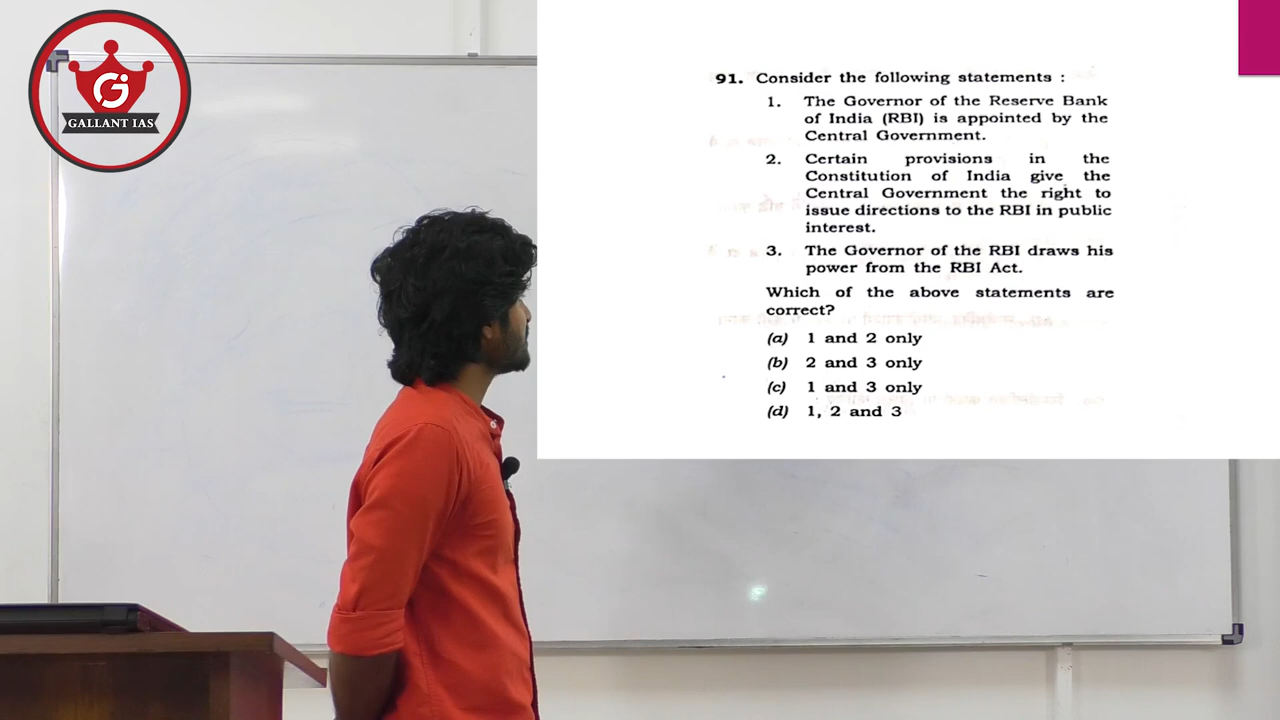 GALLANT IAS
91. Consider the following statements :
1. The Governor of the Reserve Bank
of India (RBI) is appointed by the
Central Government.
2. Certain provisions in the
Constitution of India give the
Central Government the right to
issue directions to the RBI in public
interest.
3. The Governor of the RBI draws his
power from the RBI Act.
Which of the above statements are
correct?
(a) 1 and 2 only
(b) 2 and 3 only
(c) 1 and 3 only
(d) 1, 2 and 3